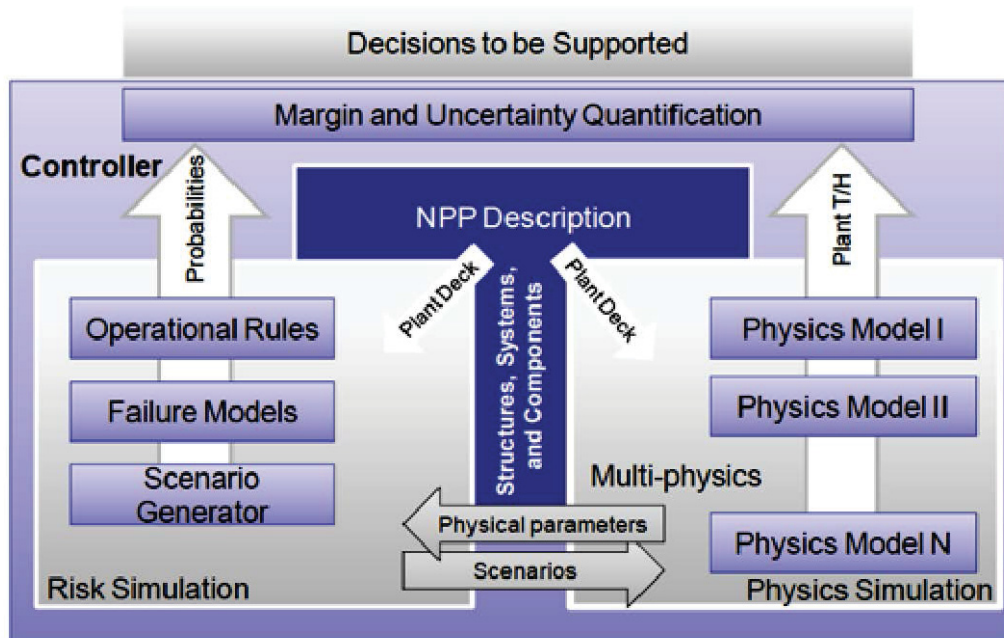 Decisions to be Supported
Margin and Uncertainty Quantification
Controller
Probabilities
NPP Description
Plant T/H
Plant Deck
Plant Deck
Structures, Systems,
and Components
Operational Rules
Failure Models
Scenario
Generator
Risk Simulation
Physics Model I
Physics Model II
Multi-physics
Physics Model N
Physics Simulation
Physical parameters
Scenarios